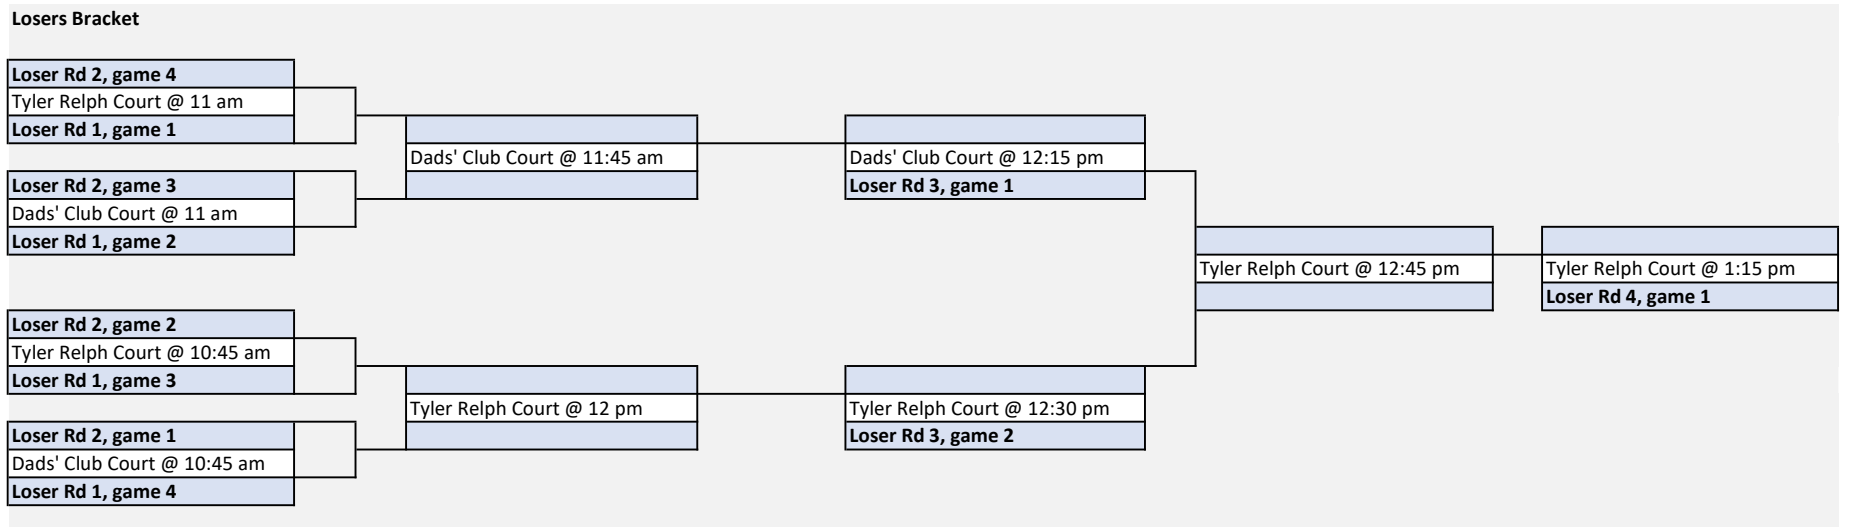 Losers Bracket
Loser Rd 2, game 4
Tyler Relph Court @ 11 am
Loser Rd 1, game 1
Loser Rd 2, game 3
Dads' Club Court @ 11 am
Loser Rd 1, game 2
Loser Rd 2, game 2
Tyler Relph Court @ 10:45 am
Loser Rd 1, game 3
Loser Rd 2, game 1
Dads' Club Court @ 10:45 am
Loser Rd 1, game 4
Dads' Club Court @ 11:45 am
Tyler Relph Court @ 12 pm
Dads' Club Court @ 12:15 pm
Loser Rd 3, game 1
Tyler Relph Court @ 12:30 pm
Loser Rd 3, game 2
Tyler Relph Court @ 12:45 pm
Tyler Relph Court @ 1:15 pm
Loser Rd 4, game 1